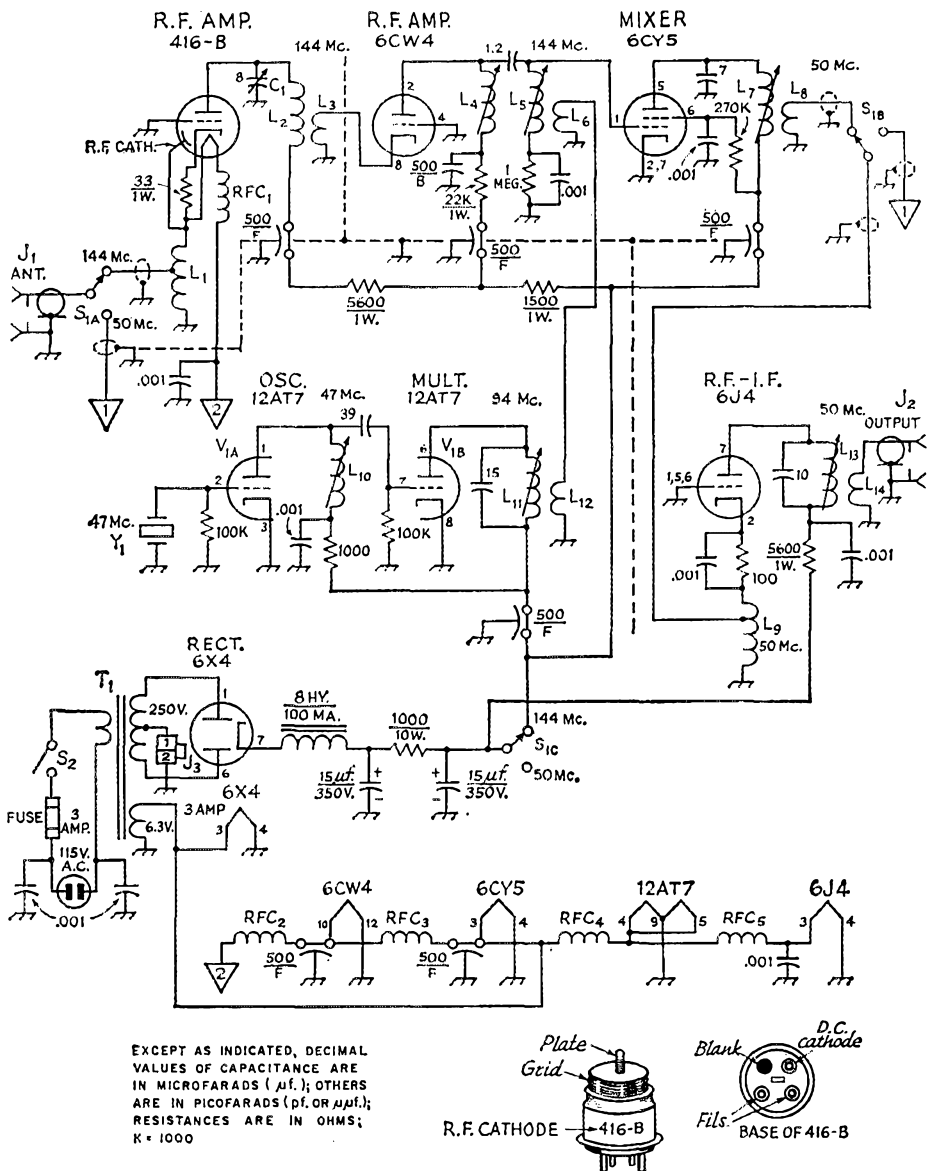 R.F. AMP.
416-B
R.F. AMP.
6CW4
MIXER
6CY5
144 Mc.
1.2
144 Mc.
50 Mc.
8
C1
L2
L3
2
4
8
L4
L5
L6
5
1
6
2,7
7
270K
L7
L8
S1B
R.F. CATH.
33
1W.
RFC1
500
B
22K
1W.
1
MEG.
.001
.001
500
F
500
F
500
F
1
J1
ANT.
144 Mc.
L1
S1A
50 Mc.
5600
1W.
1500
1W.
.001
1
2
OSC.
12AT7
47 Mc.
39
MULT.
12AT7
94 Mc.
R.F.-I.F.
6J4
50 Mc.
J2
OUTPUT
V1A
1
2
3
L10
V1B
6
7
8
15
L11
L12
7
1,5,6
2
10
L13
L14
47 Mc.
Y1
100K
.001
1000
100K
.001
100
5600
1W.
.001
500
F
L9
50 Mc.
RECT.
6X4
T1
250V.
1
7
6
8 HY.
100 MA.
1000
10W.
144 Mc.
S1C
50 Mc.
1
2
J3
S2
15 µf.
350V.
+
−
+
−
15 µf.
350V.
6X4
FUSE
3
AMP.
6.3V.
3 AMP
3
4
115V.
A.C.
.001
6CW4
6CY5
12AT7
6J4
RFC2
10
12
RFC3
3
4
RFC4
4
9
5
RFC5
3
4
2
500
F
500
F
.001
EXCEPT AS INDICATED, DECIMAL
VALUES OF CAPACITANCE ARE
IN MICROFARADS ( µf. ); OTHERS
ARE IN PICOFARADS (pf. OR µµf.);
RESISTANCES ARE IN OHMS;
K = 1000
Plate
Grid
R.F. CATHODE
416-B
Blank
D.C.
cathode
Fils.
BASE OF 416-B